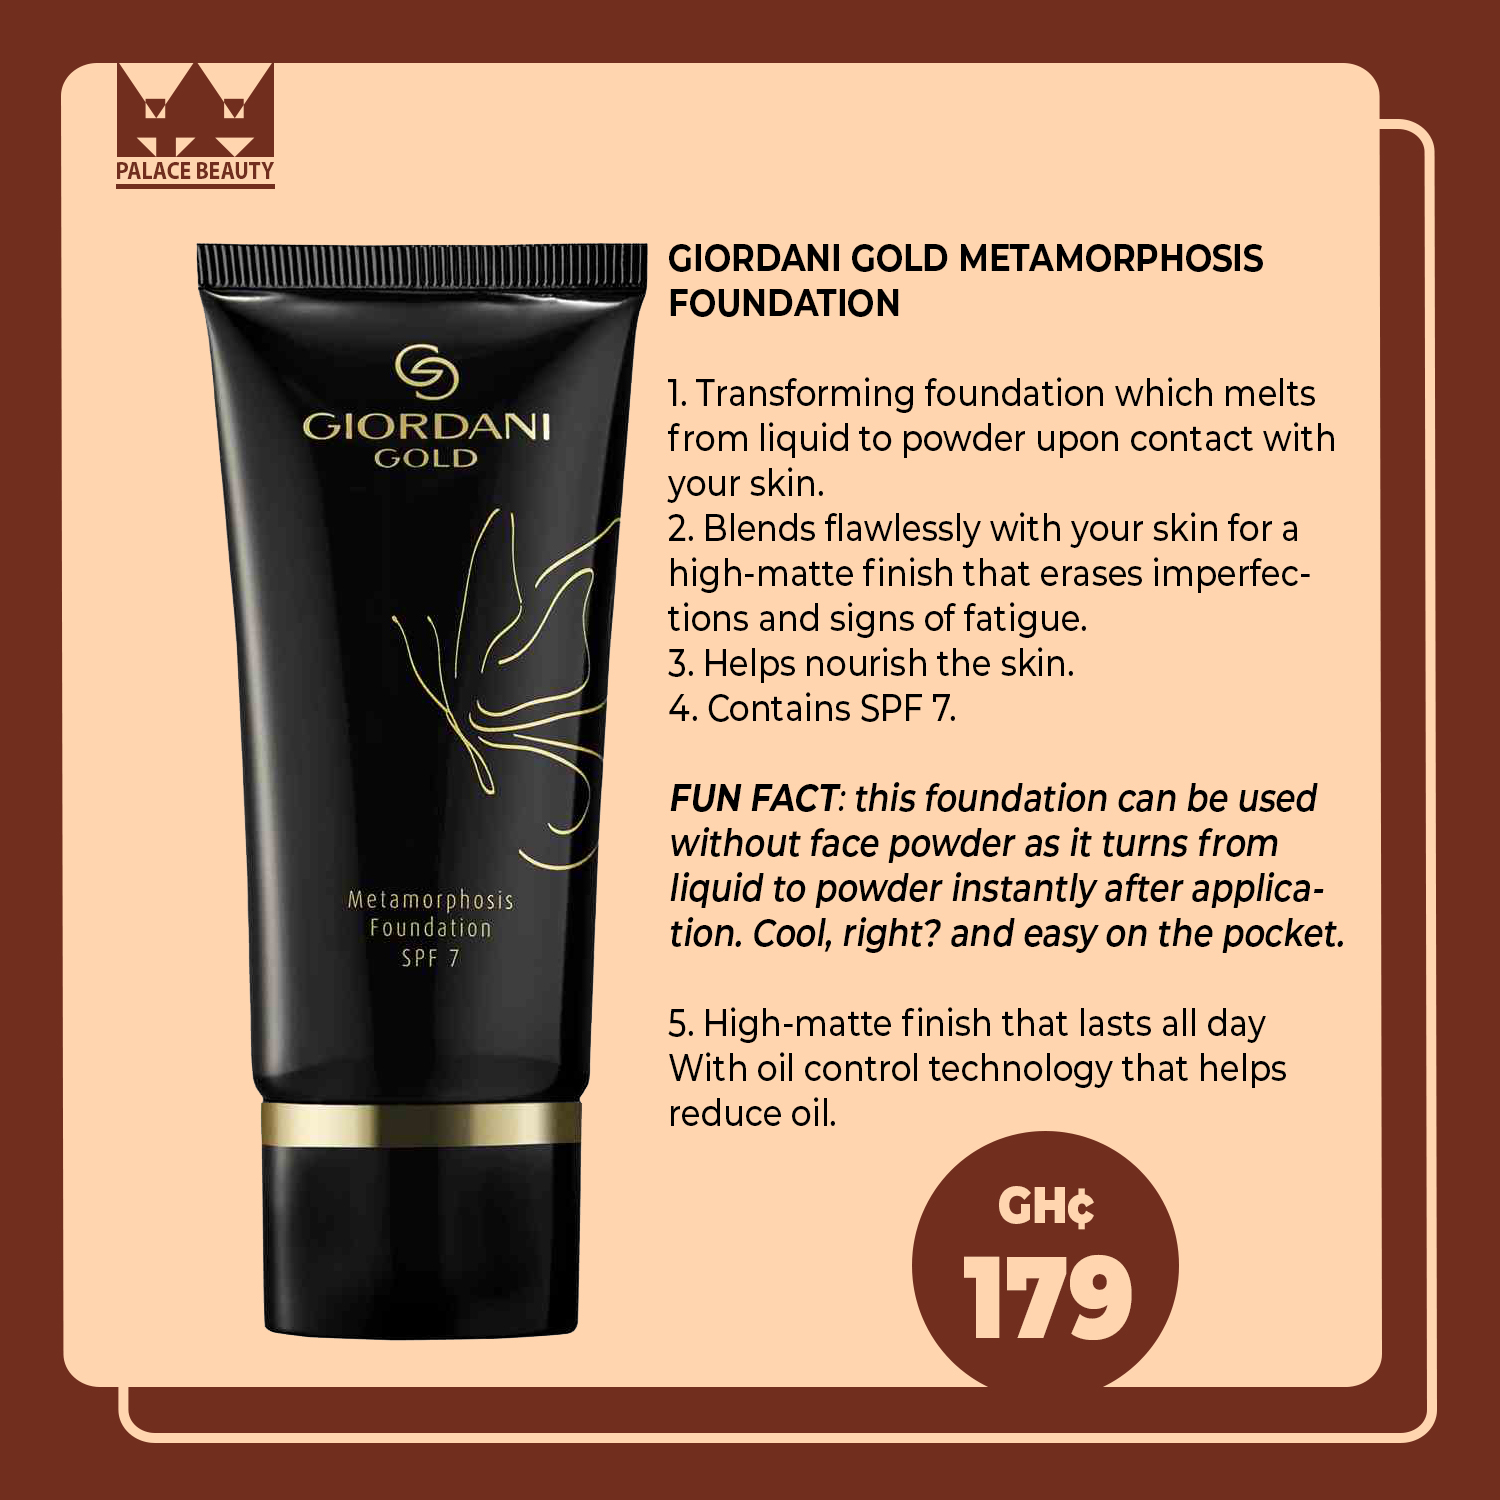 PALACE BEAUTY
GIORDANI
GOLD
Metamorphosis
Foundation
SPF 7
GIORDANI GOLD METAMORPHOSIS
FOUNDATION
1. Transforming foundation which melts
from liquid to powder upon contact with
your skin.
2. Blends flawlessly with your skin for a
high-matte finish that erases imperfec-
tions and signs of fatigue.
3. Helps nourish the skin.
4. Contains SPF 7.
FUN FACT: this foundation can be used
without face powder as it turns from
liquid to powder instantly after applica-
tion. Cool, right? and easy on the pocket.
5. High-matte finish that lasts all day
With oil control technology that helps
reduce oil.
GH¢
179